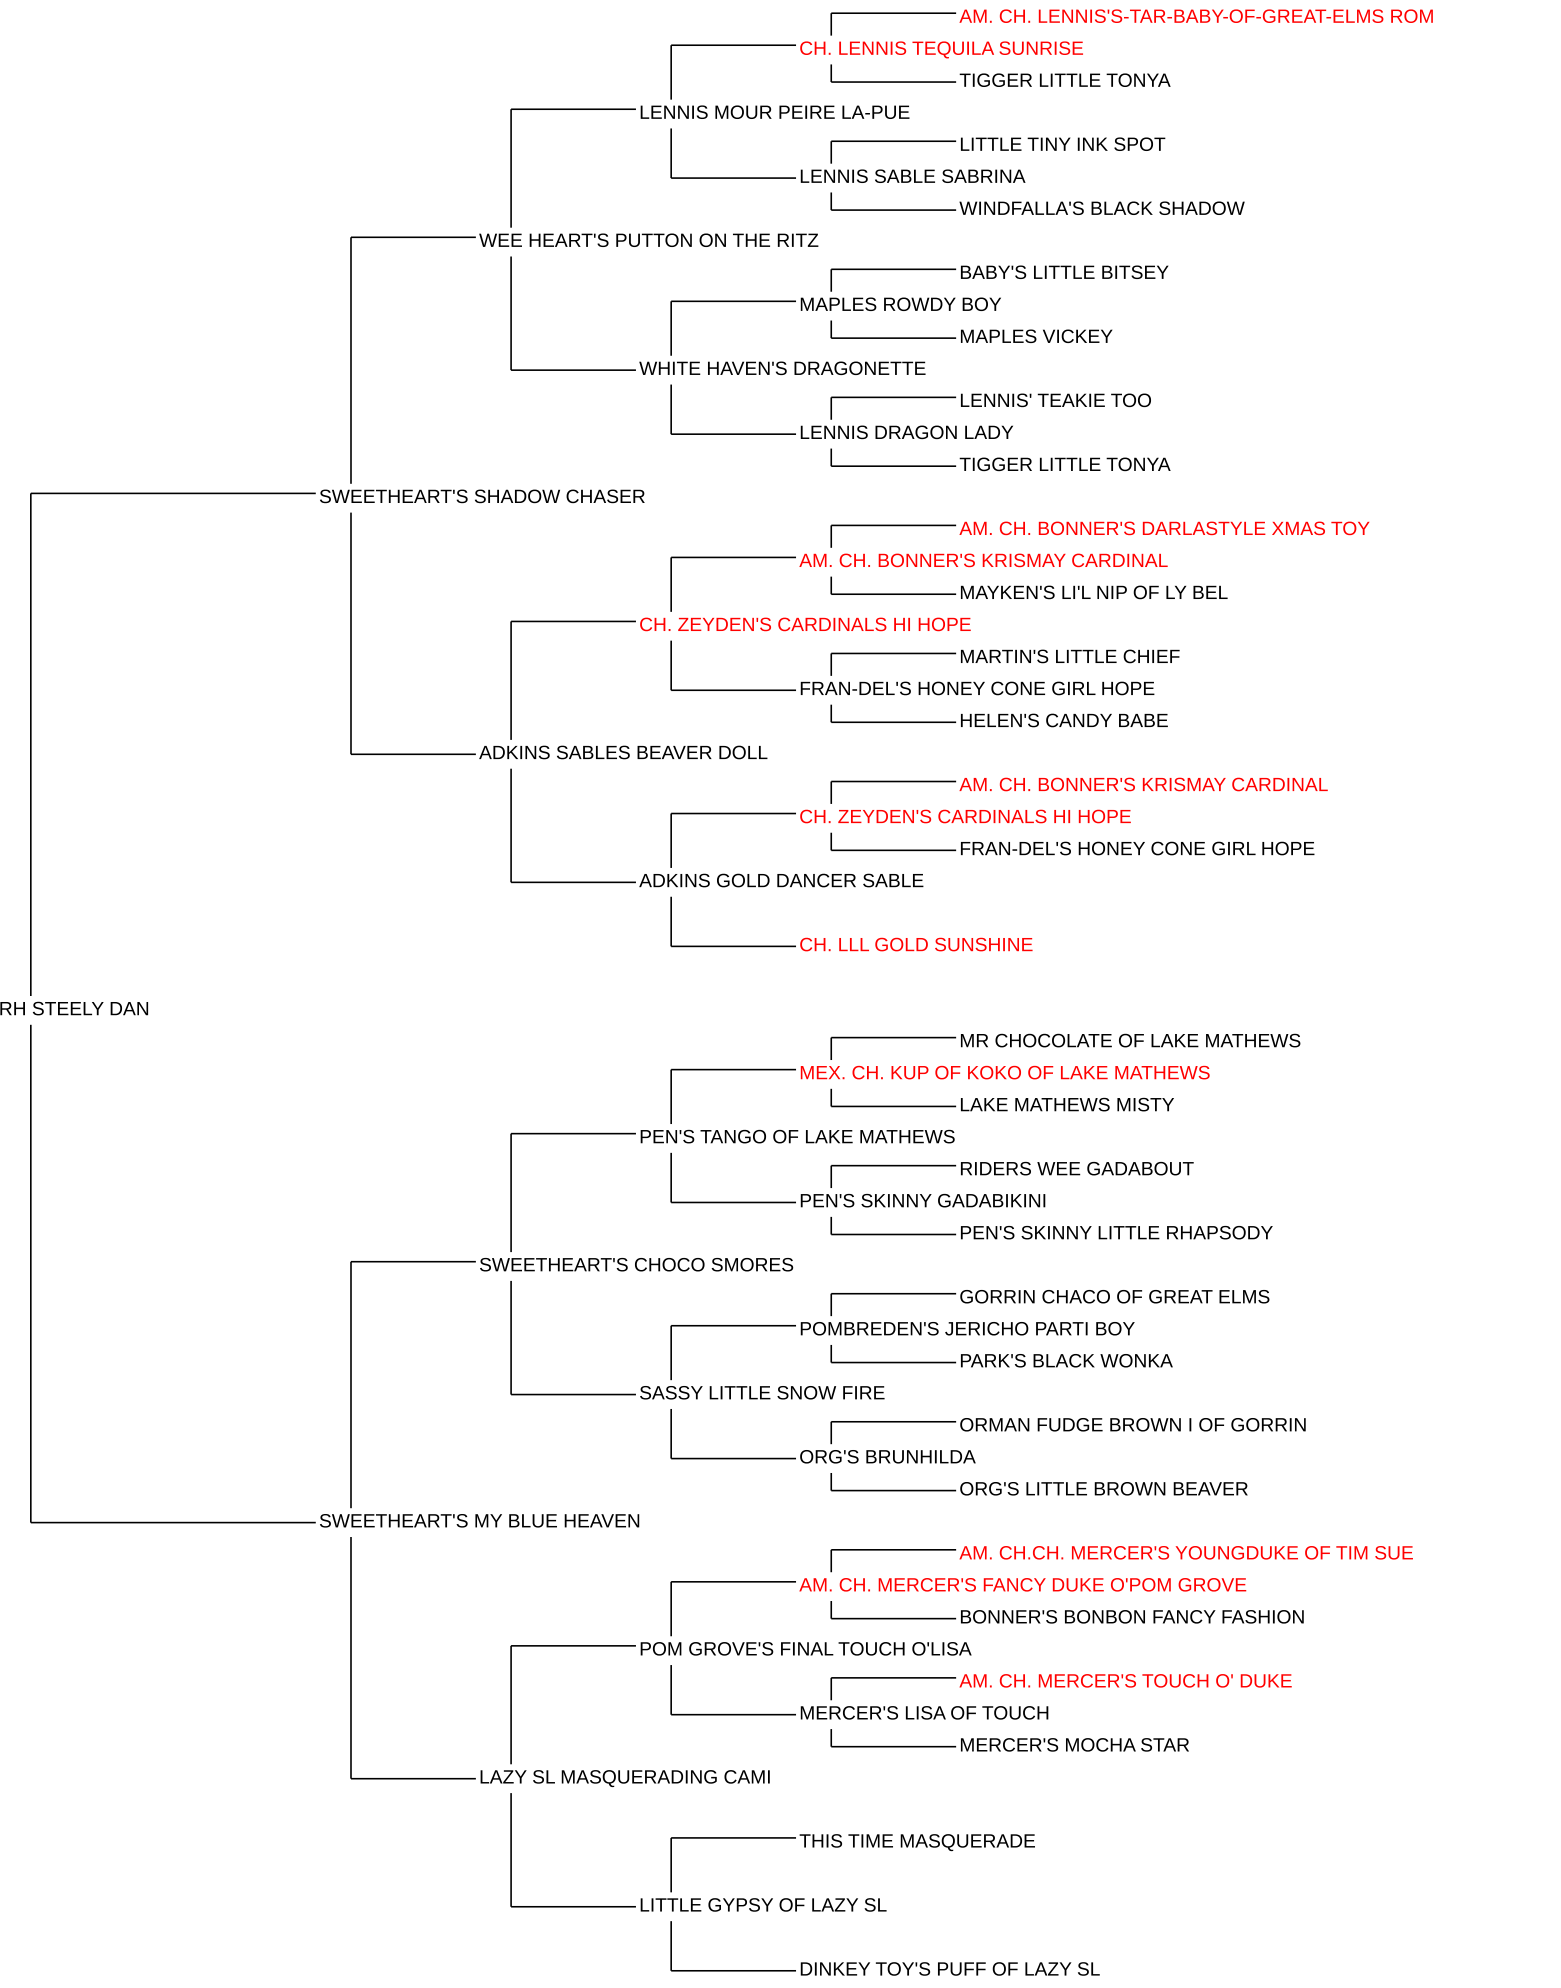 AM. CH. LENNIS'S-TAR-BABY-OF-GREAT-ELMS ROM
CH. LENNIS TEQUILA SUNRISE
TIGGER LITTLE TONYA
LENNIS MOUR PEIRE LA-PUE
LITTLE TINY INK SPOT
LENNIS SABLE SABRINA
WINDFALLA'S BLACK SHADOW
WEE HEART'S PUTTON ON THE RITZ
BABY'S LITTLE BITSEY
MAPLES ROWDY BOY
MAPLES VICKEY
WHITE HAVEN'S DRAGONETTE
LENNIS' TEAKIE TOO
LENNIS DRAGON LADY
TIGGER LITTLE TONYA
SWEETHEART'S SHADOW CHASER
AM. CH. BONNER'S DARLASTYLE XMAS TOY
AM. CH. BONNER'S KRISMAY CARDINAL
MAYKEN'S LI'L NIP OF LY BEL
CH. ZEYDEN'S CARDINALS HI HOPE
MARTIN'S LITTLE CHIEF
FRAN-DEL'S HONEY CONE GIRL HOPE
HELEN'S CANDY BABE
ADKINS SABLES BEAVER DOLL
AM. CH. BONNER'S KRISMAY CARDINAL
CH. ZEYDEN'S CARDINALS HI HOPE
FRAN-DEL'S HONEY CONE GIRL HOPE
ADKINS GOLD DANCER SABLE
CH. LLL GOLD SUNSHINE
RH STEELY DAN
MR CHOCOLATE OF LAKE MATHEWS
MEX. CH. KUP OF KOKO OF LAKE MATHEWS
LAKE MATHEWS MISTY
PEN'S TANGO OF LAKE MATHEWS
RIDERS WEE GADABOUT
PEN'S SKINNY GADABIKINI
PEN'S SKINNY LITTLE RHAPSODY
SWEETHEART'S CHOCO SMORES
GORRIN CHACO OF GREAT ELMS
POMBREDEN'S JERICHO PARTI BOY
PARK'S BLACK WONKA
SASSY LITTLE SNOW FIRE
ORMAN FUDGE BROWN I OF GORRIN
ORG'S BRUNHILDA
ORG'S LITTLE BROWN BEAVER
SWEETHEART'S MY BLUE HEAVEN
AM. CH.CH. MERCER'S YOUNGDUKE OF TIM SUE
AM. CH. MERCER'S FANCY DUKE O'POM GROVE
BONNER'S BONBON FANCY FASHION
POM GROVE'S FINAL TOUCH O'LISA
AM. CH. MERCER'S TOUCH O' DUKE
MERCER'S LISA OF TOUCH
MERCER'S MOCHA STAR
LAZY SL MASQUERADING CAMI
THIS TIME MASQUERADE
LITTLE GYPSY OF LAZY SL
DINKEY TOY'S PUFF OF LAZY SL